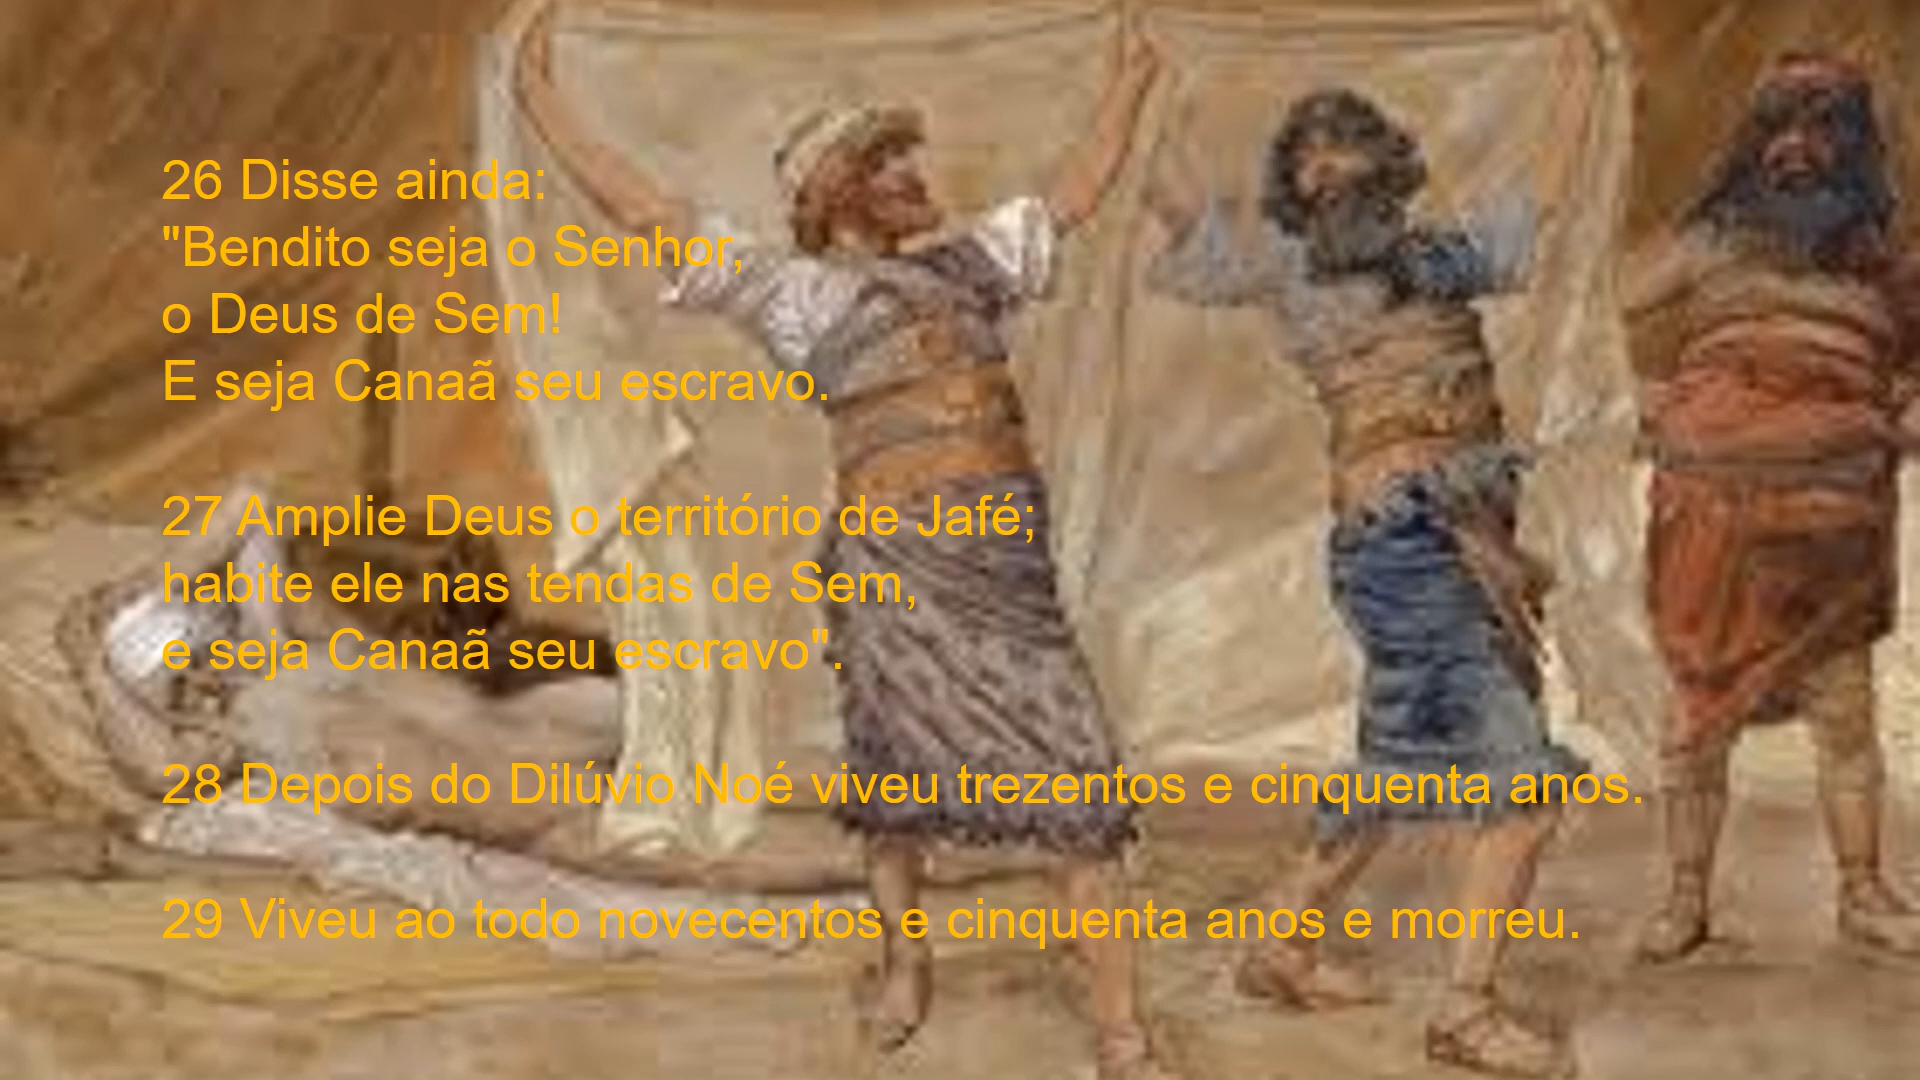 26 Disse ainda:
"Bendito seja o Senhor,
o Deus de Sem!
E seja Canaã seu escravo.
27 Amplie Deus o território de Jafé;
habite ele nas tendas de Sem,
e seja Canaã seu escravo".
28 Depois do Dilúvio Noé viveu trezentos e cinquenta anos.
29 Viveu ao todo novecentos e cinquenta anos e morreu.